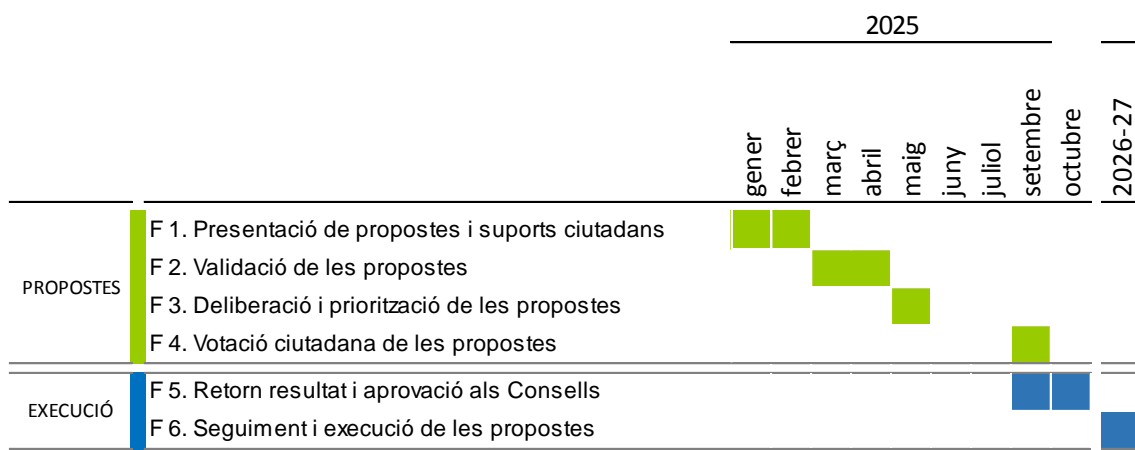 2025
gener febrer març abril maig juny juliol setembre octubre 2026-27
PROPOSTES
F 1. Presentació de propostes i suports ciutadans
F 2. Validació de les propostes
F 3. Deliberació i priorització de les propostes
F 4. Votació ciutadana de les propostes
EXECUCIÓ
F 5. Retorn resultat i aprovació als Consells
F 6. Seguiment i execució de les propostes